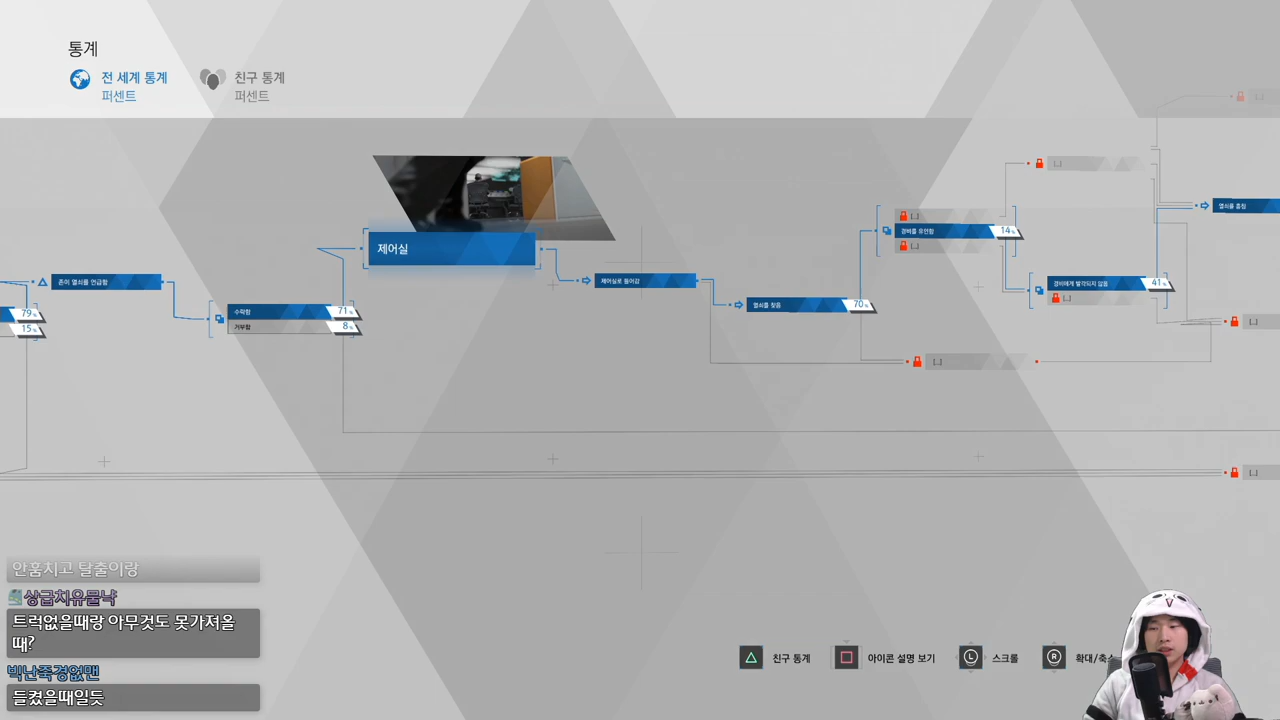 통계
전 세계 통계
퍼센트
친구 통계
퍼센트
존이 열쇠를 언급함
79%
15%
수락함 71%
거부함 8%
제어실
제어실로 들어감
열쇠를 찾음 70%
[...]
경비를 유인함 14%
[...]
[...]
경비에게 발각되지 않음 41%
[...]
[...]
[...]
열쇠를 훔침
[...]
[...]
안훔치고 탈출이랑
상급치유물냑
트럭없을때랑 아무것도 못가져올
때?
빅난죽경없맨
들켰을때일듯
친구 통계
아이콘 설명 보기
L 스크롤
R 확대/축소